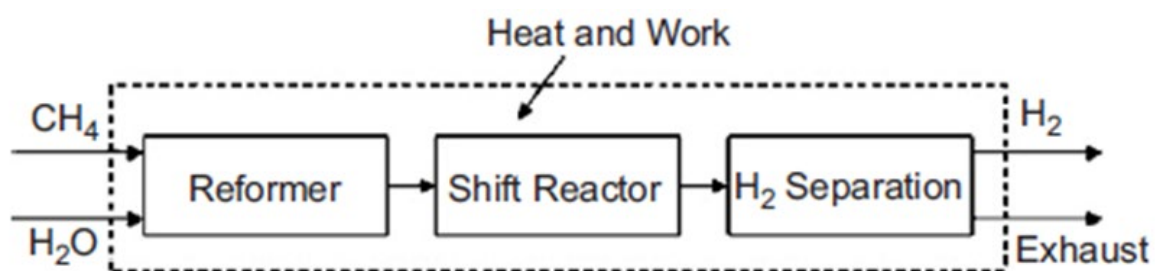 Heat and Work
CH₄
H₂
Reformer
Shift Reactor
H₂ Separation
H₂O
Exhaust